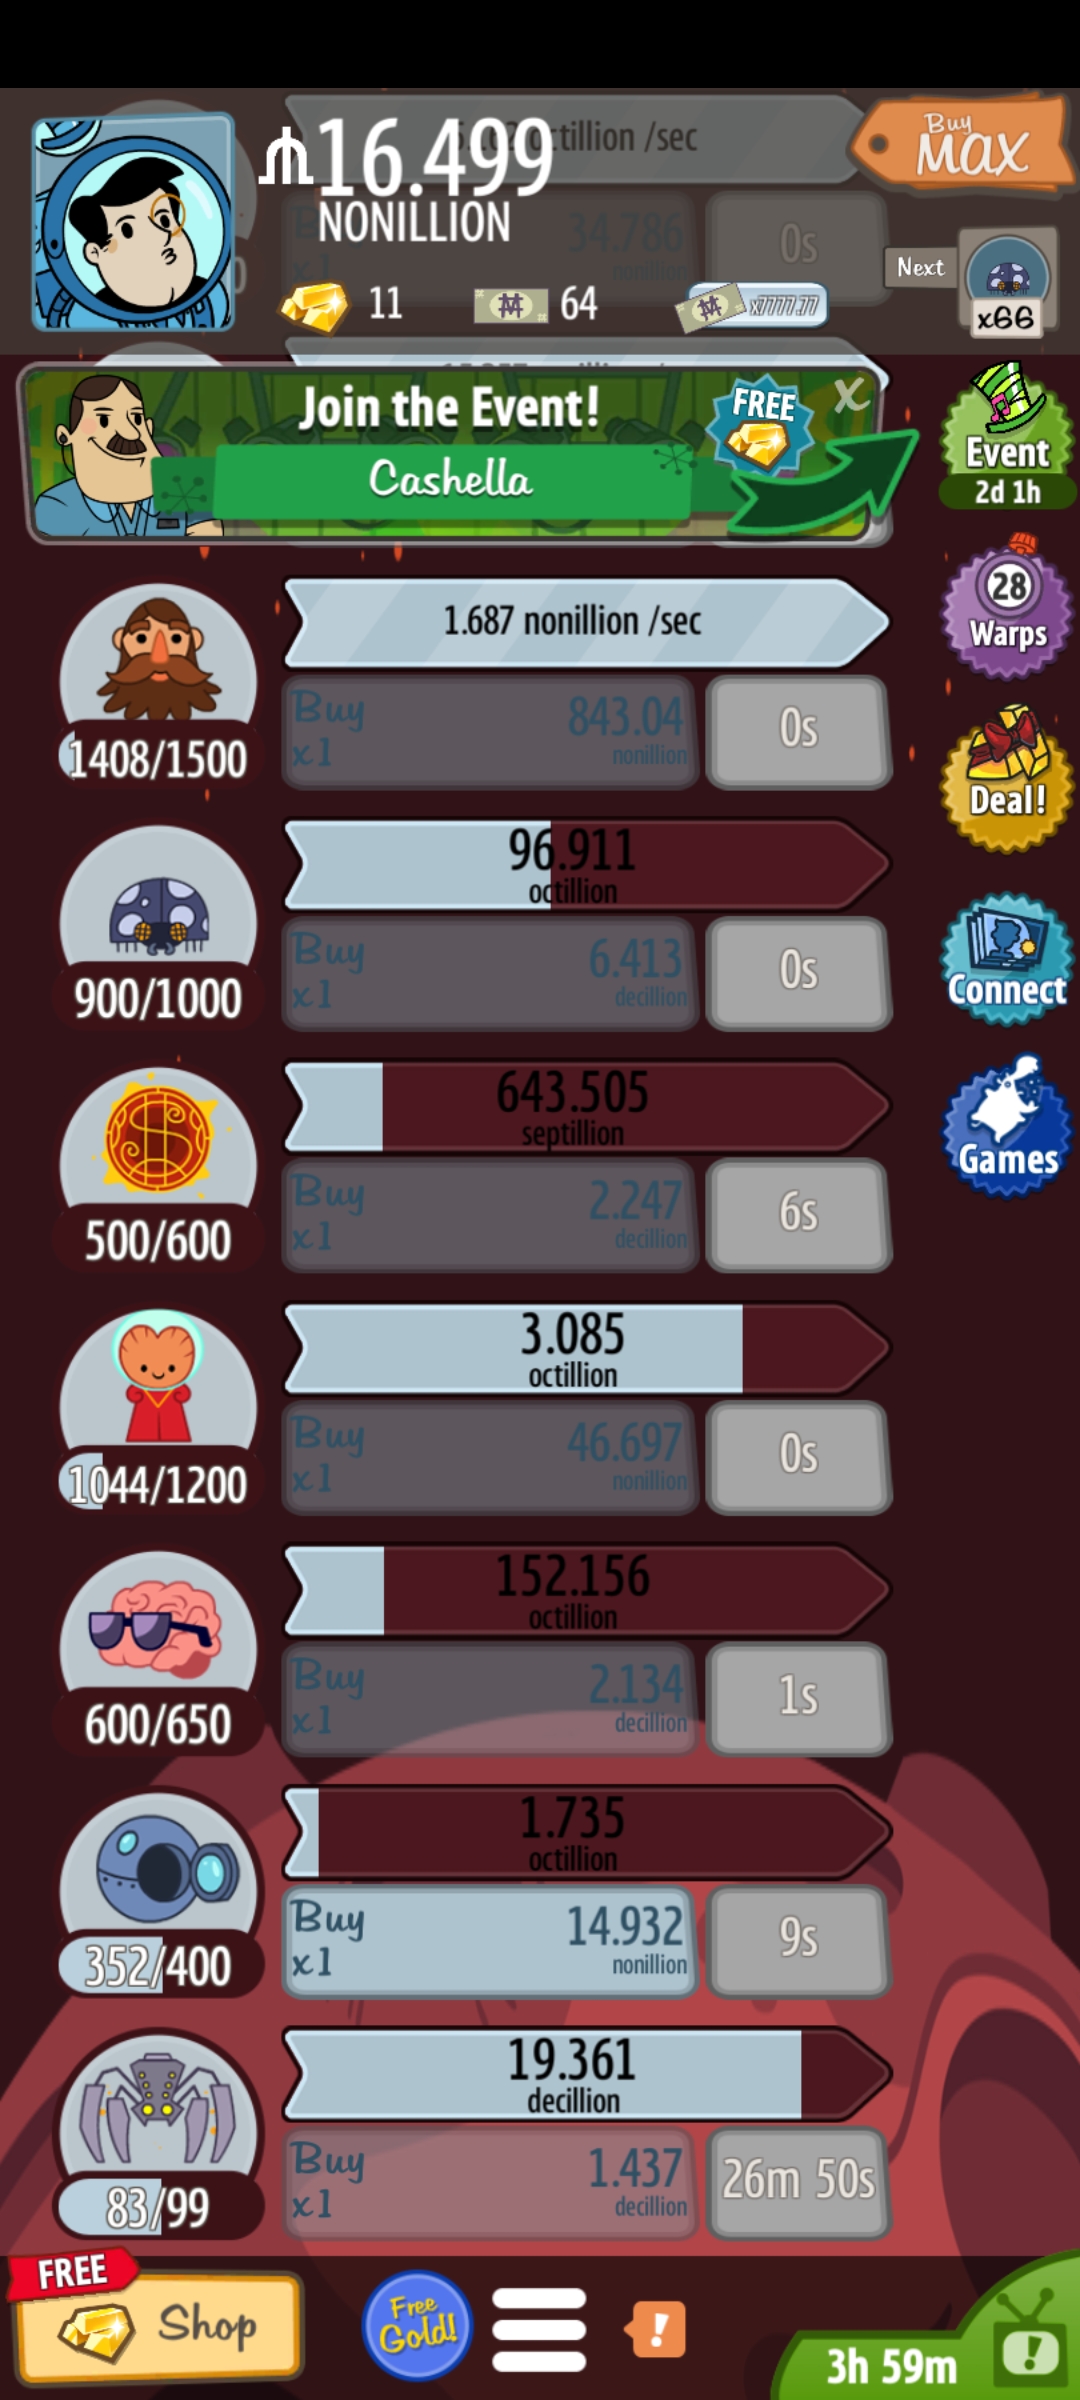 16.499
NONILLION
octillion /sec
34.786
nonillion
0s
Buy
MAX
Next
x66
11
64
x7777.77
Join the Event!
Cashella
FREE
X
Event
2d 1h
28
Warps
Deal!
Connect
Games
1.687 nonillion /sec
Buy
x1
843.04
nonillion
0s
1408/1500
96.911
octillion
Buy
x1
6.413
decillion
0s
900/1000
643.505
septillion
Buy
x1
2.247
decillion
6s
500/600
3.085
octillion
Buy
x1
46.697
nonillion
0s
1044/1200
152.156
octillion
Buy
x1
2.134
decillion
1s
600/650
1.735
octillion
Buy
x1
14.932
nonillion
9s
352/400
19.361
decillion
Buy
x1
1.437
decillion
26m 50s
83/99
FREE
Shop
Free
Gold!
!
3h 59m
!